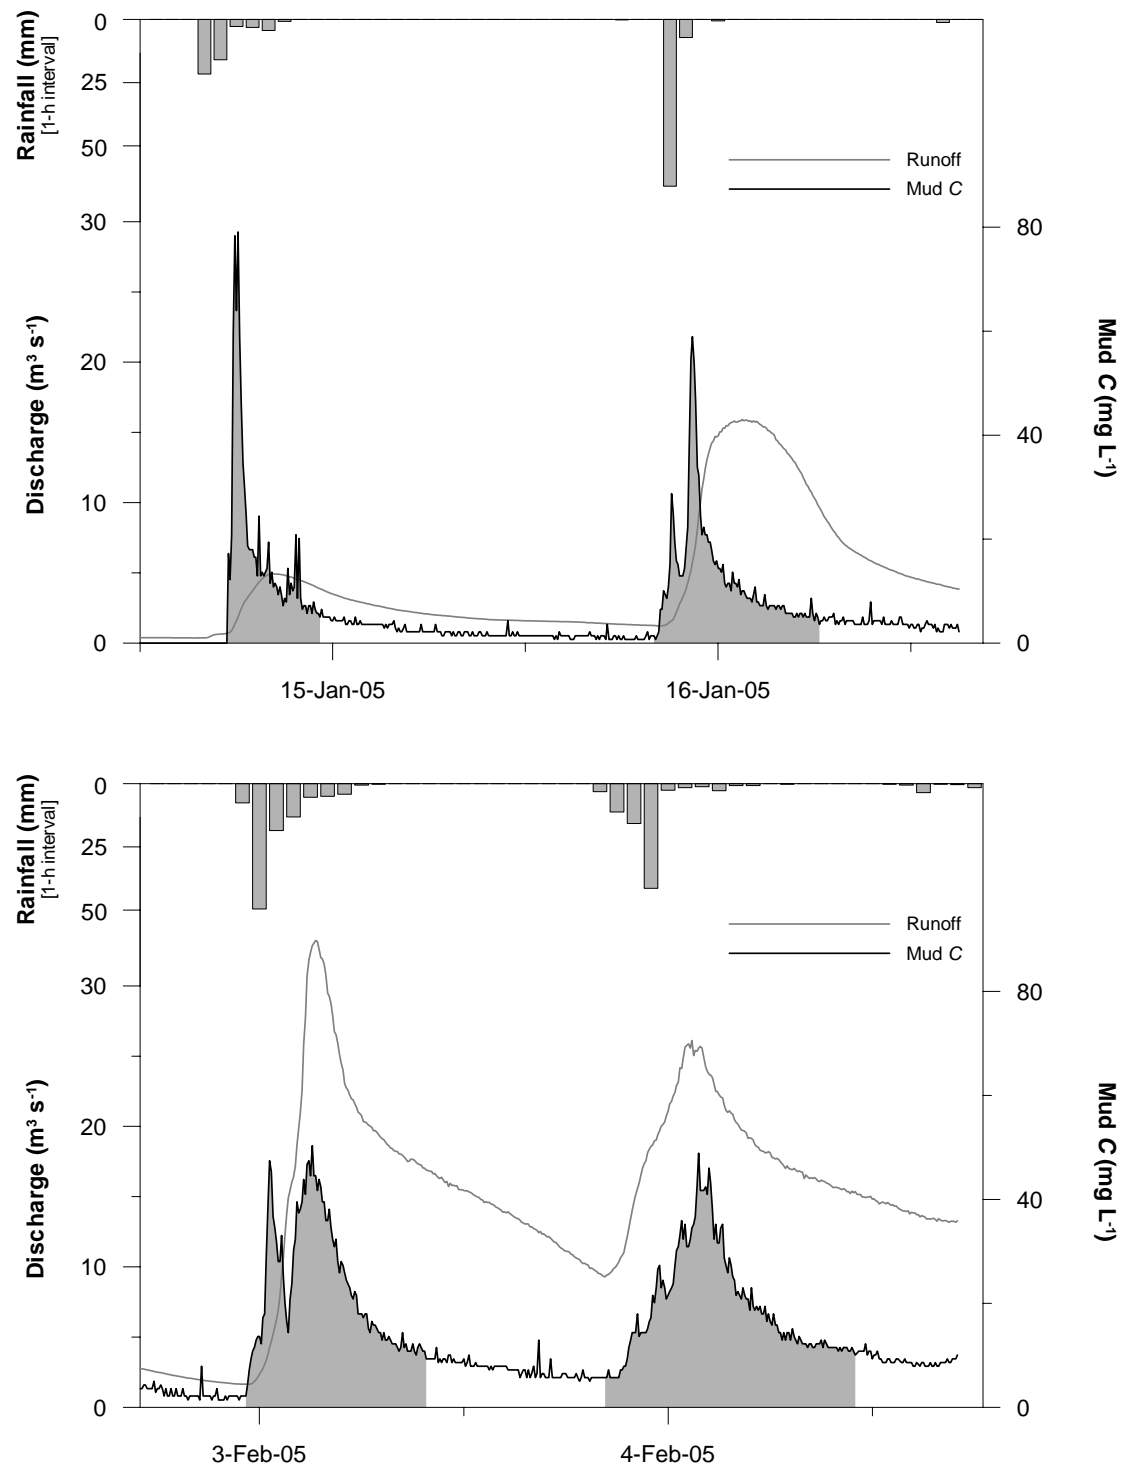 Rainfall (mm)
[1-h interval]
0
25
50
Runoff
Mud C
Discharge (m³ s⁻¹)
30
20
10
0
Mud C (mg L⁻¹)
80
40
0
15-Jan-05
16-Jan-05
Rainfall (mm)
[1-h interval]
0
25
50
Runoff
Mud C
Discharge (m³ s⁻¹)
30
20
10
0
Mud C (mg L⁻¹)
80
40
0
3-Feb-05
4-Feb-05